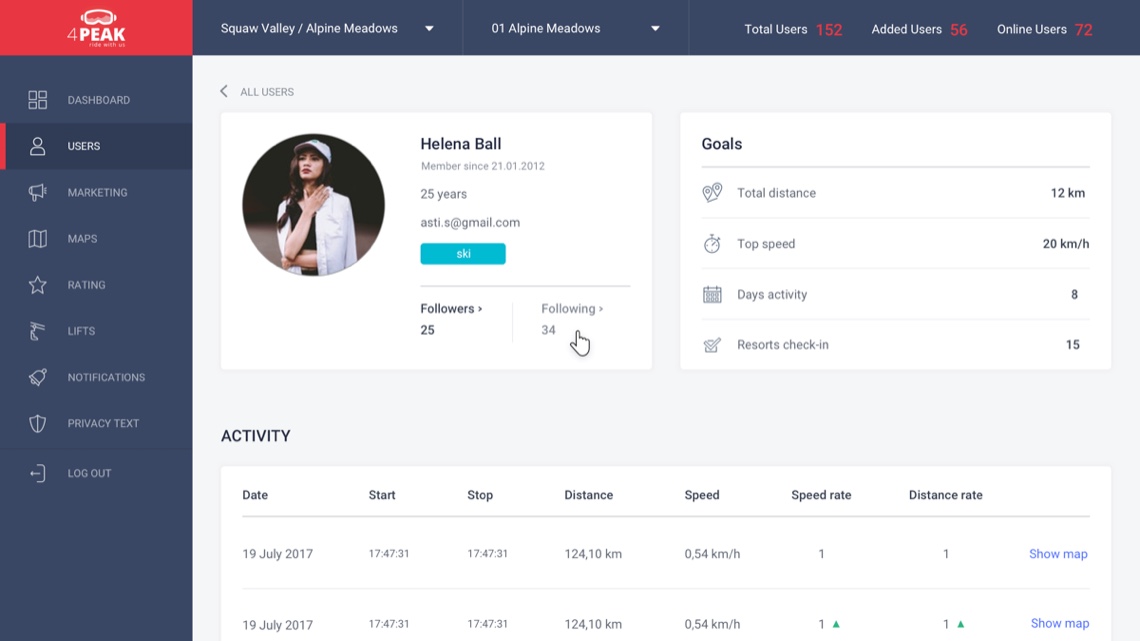 4PEAK
ride with us
Squaw Valley / Alpine Meadows
01 Alpine Meadows
Total Users 152
Added Users 56
Online Users 72
DASHBOARD
USERS
MARKETING
MAPS
RATING
LIFTS
NOTIFICATIONS
PRIVACY TEXT
LOG OUT
ALL USERS
Helena Ball
Member since 21.01.2012
25 years
asti.s@gmail.com
ski
Followers >
25
Following >
34
Goals
Total distance 12 km
Top speed 20 km/h
Days activity 8
Resorts check-in 15
ACTIVITY
Date Start Stop Distance Speed Speed rate Distance rate
19 July 2017 17:47:31 17:47:31 124,10 km 0,54 km/h 1 1 Show map
19 July 2017 17:47:31 17:47:31 124,10 km 0,54 km/h 1 ▲ 1 ▲ Show map